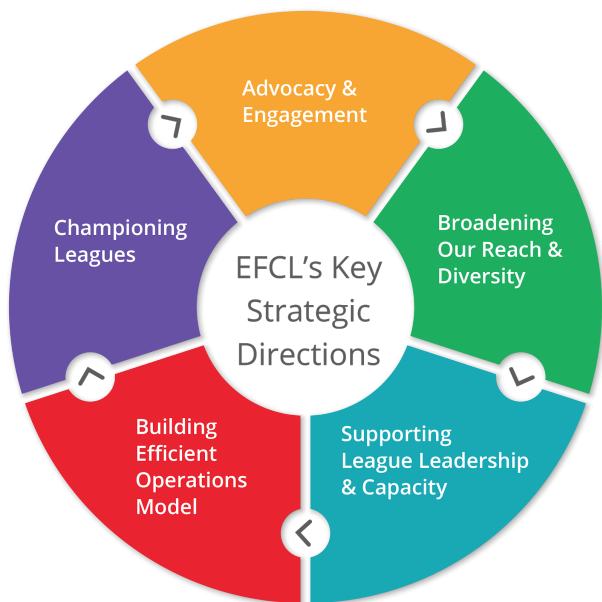 Advocacy &
Engagement
Broadening
Our Reach &
Diversity
Supporting
League Leadership
& Capacity
Building
Efficient
Operations
Model
Championing
Leagues
EFCL’s Key
Strategic
Directions